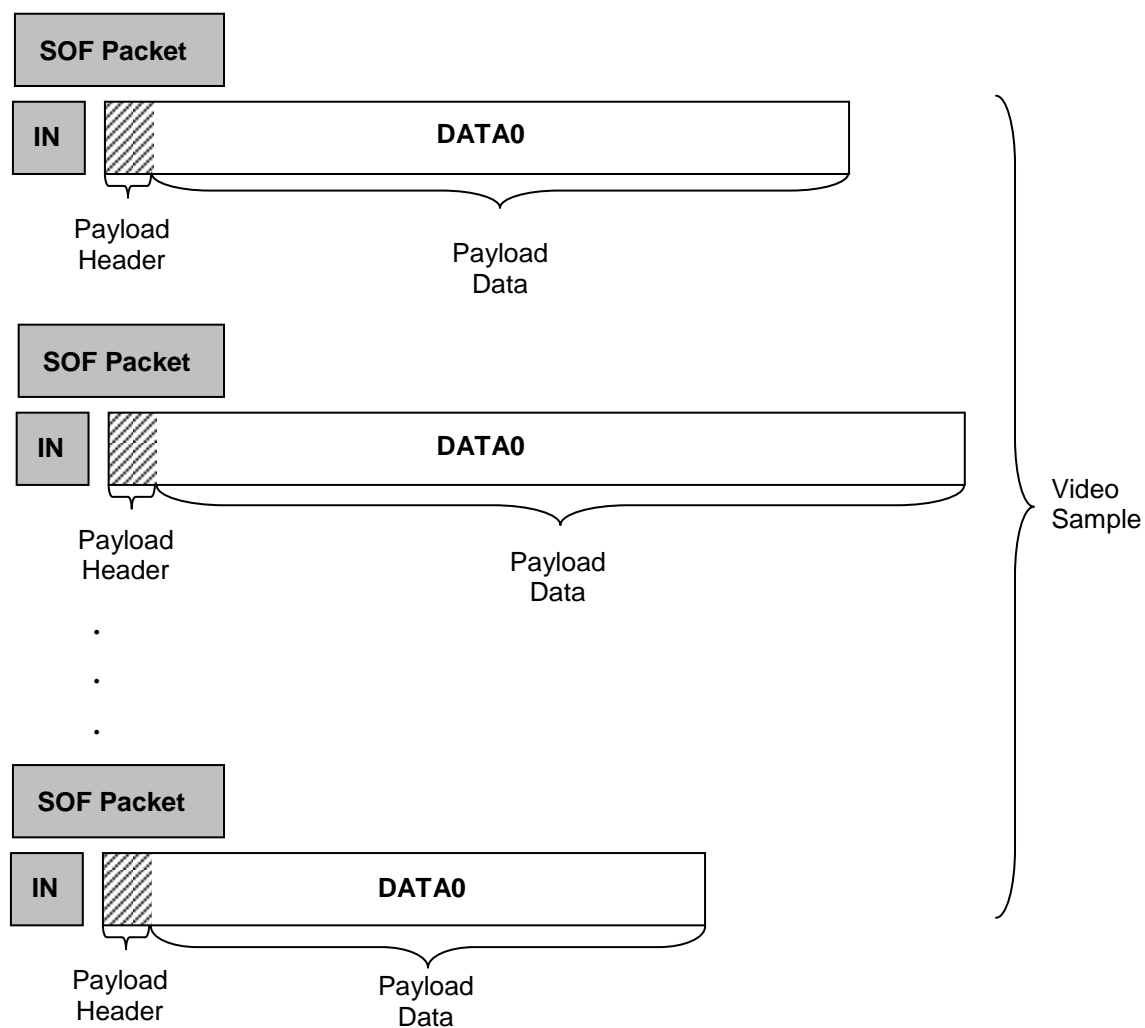 SOF Packet
IN
DATA0
Payload
Header
Payload
Data
SOF Packet
IN
DATA0
Payload
Header
Payload
Data
Video
Sample
.
.
.
SOF Packet
IN
DATA0
Payload
Header
Payload
Data